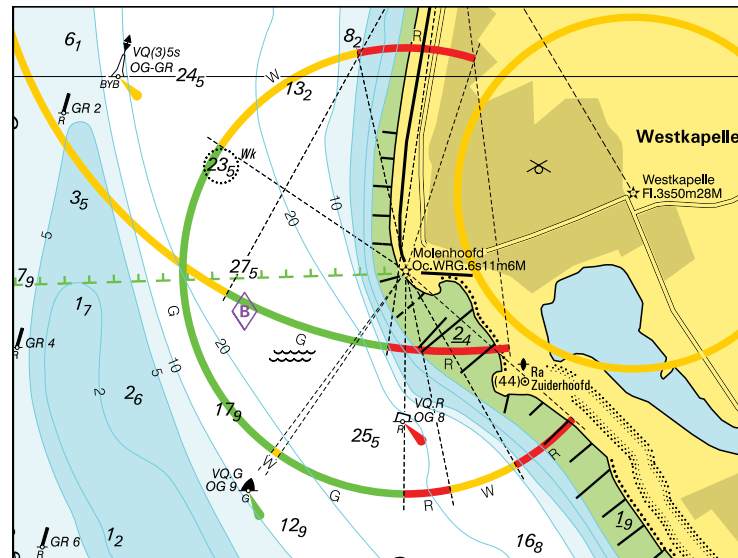 6₁
VQ(3)5s
OG-GR
BYB
24₅
8₂
R
W
13₂
GR 2
R
Wk
23₅
Westkapelle
Westkapelle
Fl.3s50m28M
3₅
5
10
20
Molenhoofd
Oc.WRG.6s11m6M
7₉
27₅
B
1₇
G
G
2₄
R
GR 4
R
10
20
5
2
2₆
Ra
(44)
Zuiderhoofd
VQ.R
OG 8
R
17₉
25₅
W
R
VQ.G
OG 9
G
G
R
W
1₉
12₉
16₈
1₂
GR 6
R